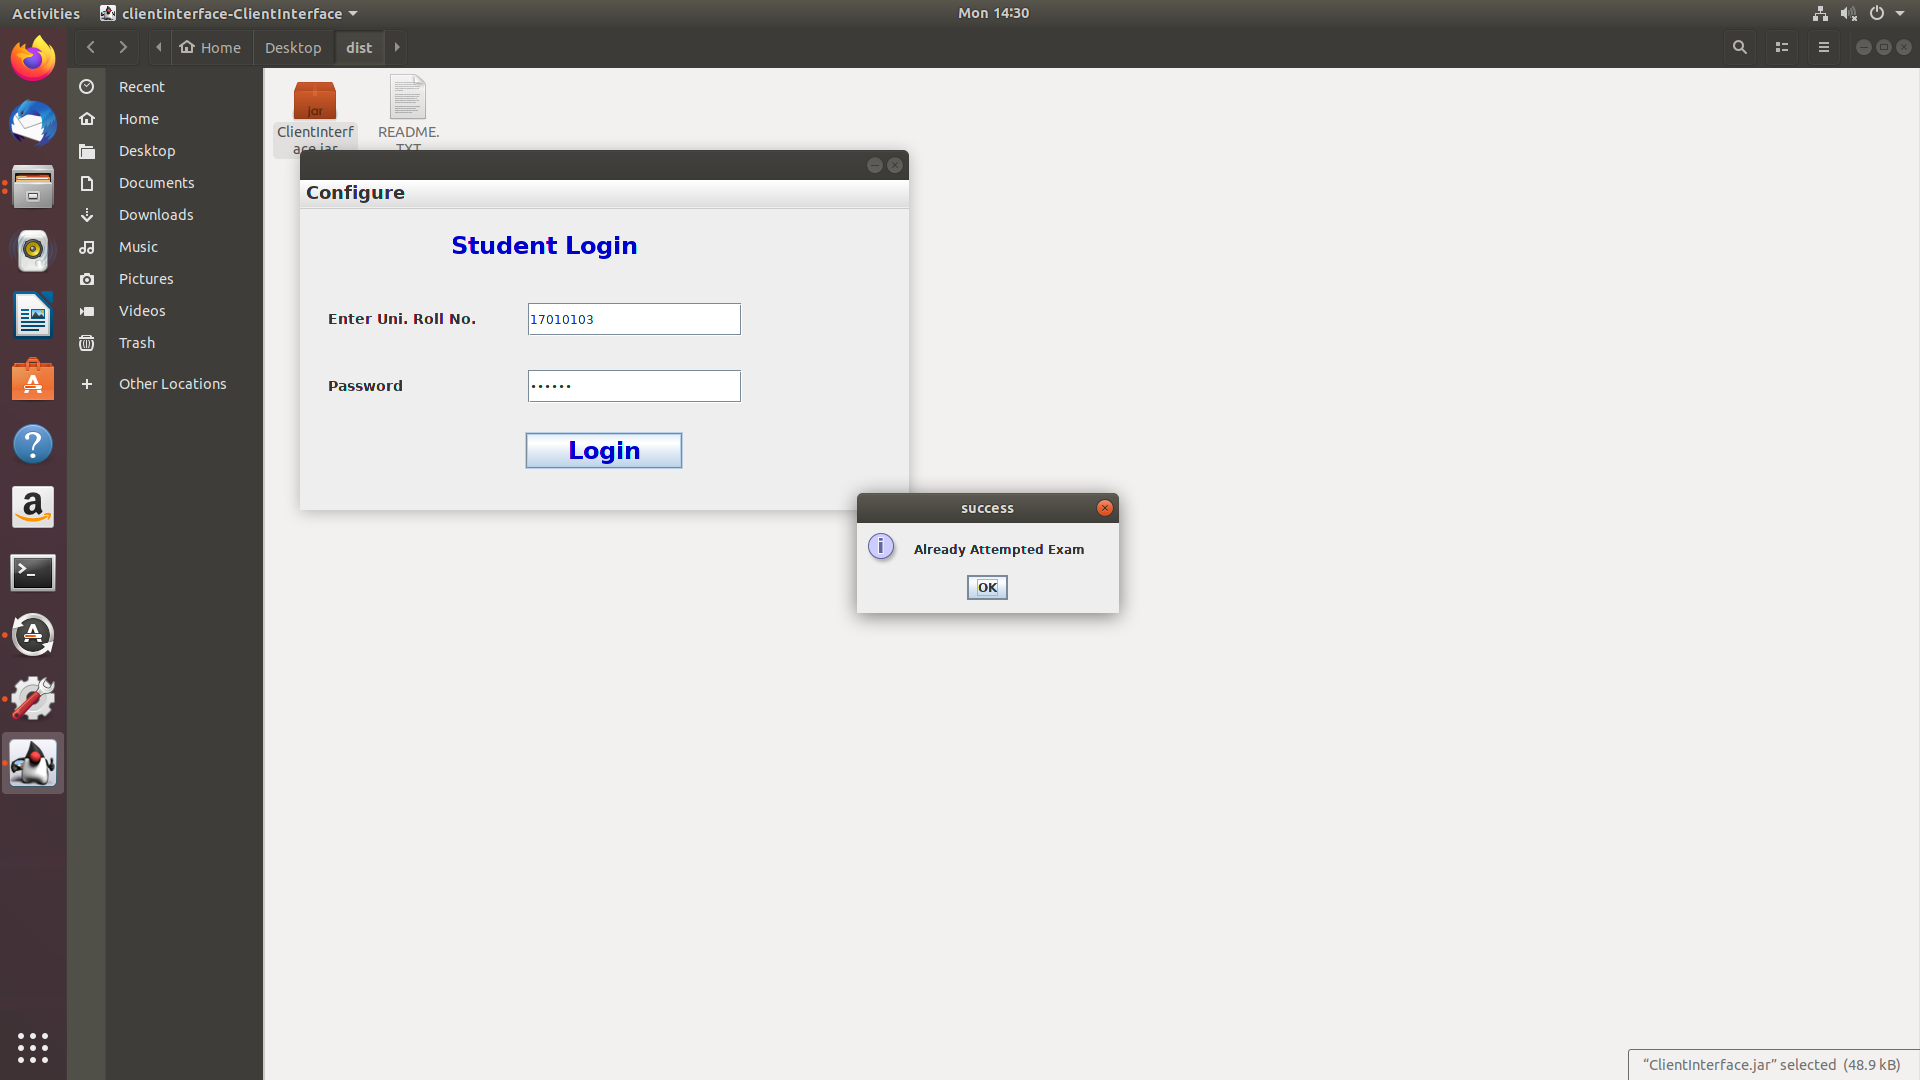 Activities
clientinterface-ClientInterface
Mon 14:30
Home
Desktop
dist
Recent
Home
Desktop
Documents
Downloads
Music
Pictures
Videos
Trash
Other Locations
jar
ClientInterf
ace.jar
README.
TXT
Configure
Student Login
Enter Uni. Roll No.
17010103
Password
••••••
Login
success
i
Already Attempted Exam
OK
a
>_
?
"ClientInterface.jar" selected (48.9 kB)